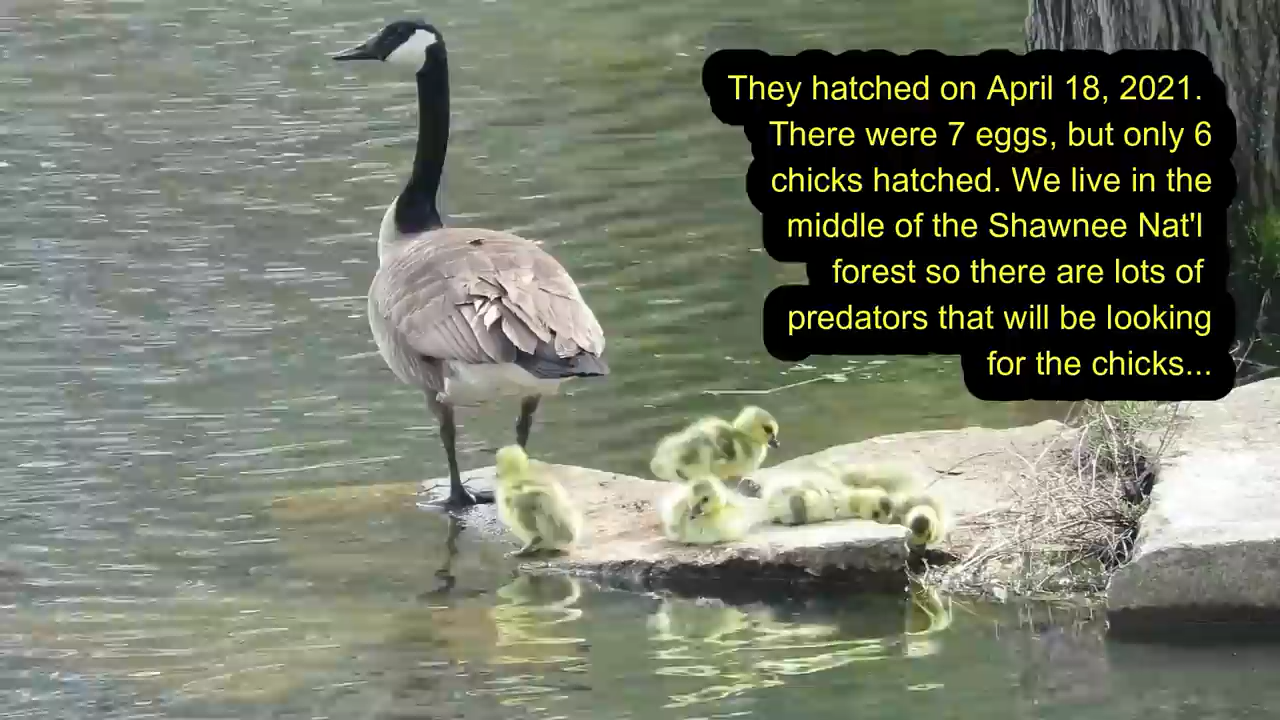 They hatched on April 18, 2021.
There were 7 eggs, but only 6
chicks hatched. We live in the
middle of the Shawnee Nat'l
forest so there are lots of
predators that will be looking
for the chicks...